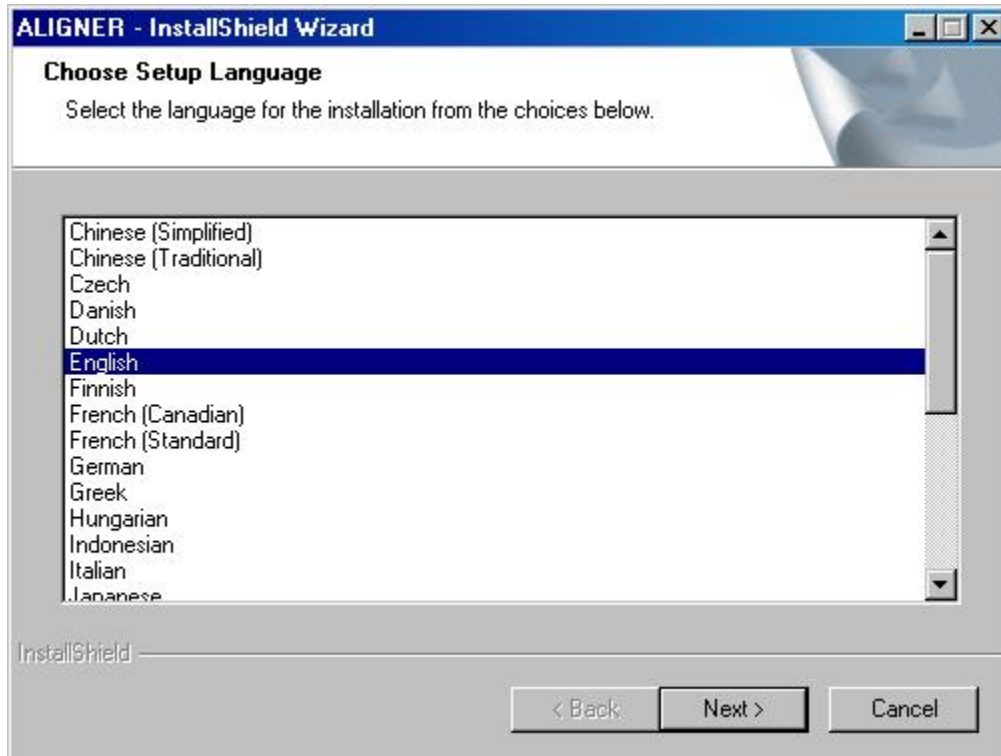 ALIGNER - InstallShield Wizard
Choose Setup Language
Select the language for the installation from the choices below.
Chinese (Simplified)
Chinese (Traditional)
Czech
Danish
Dutch
English
Finnish
French (Canadian)
French (Standard)
German
Greek
Hungarian
Indonesian
Italian
Japanese
InstallShield
< Back
Next >
Cancel